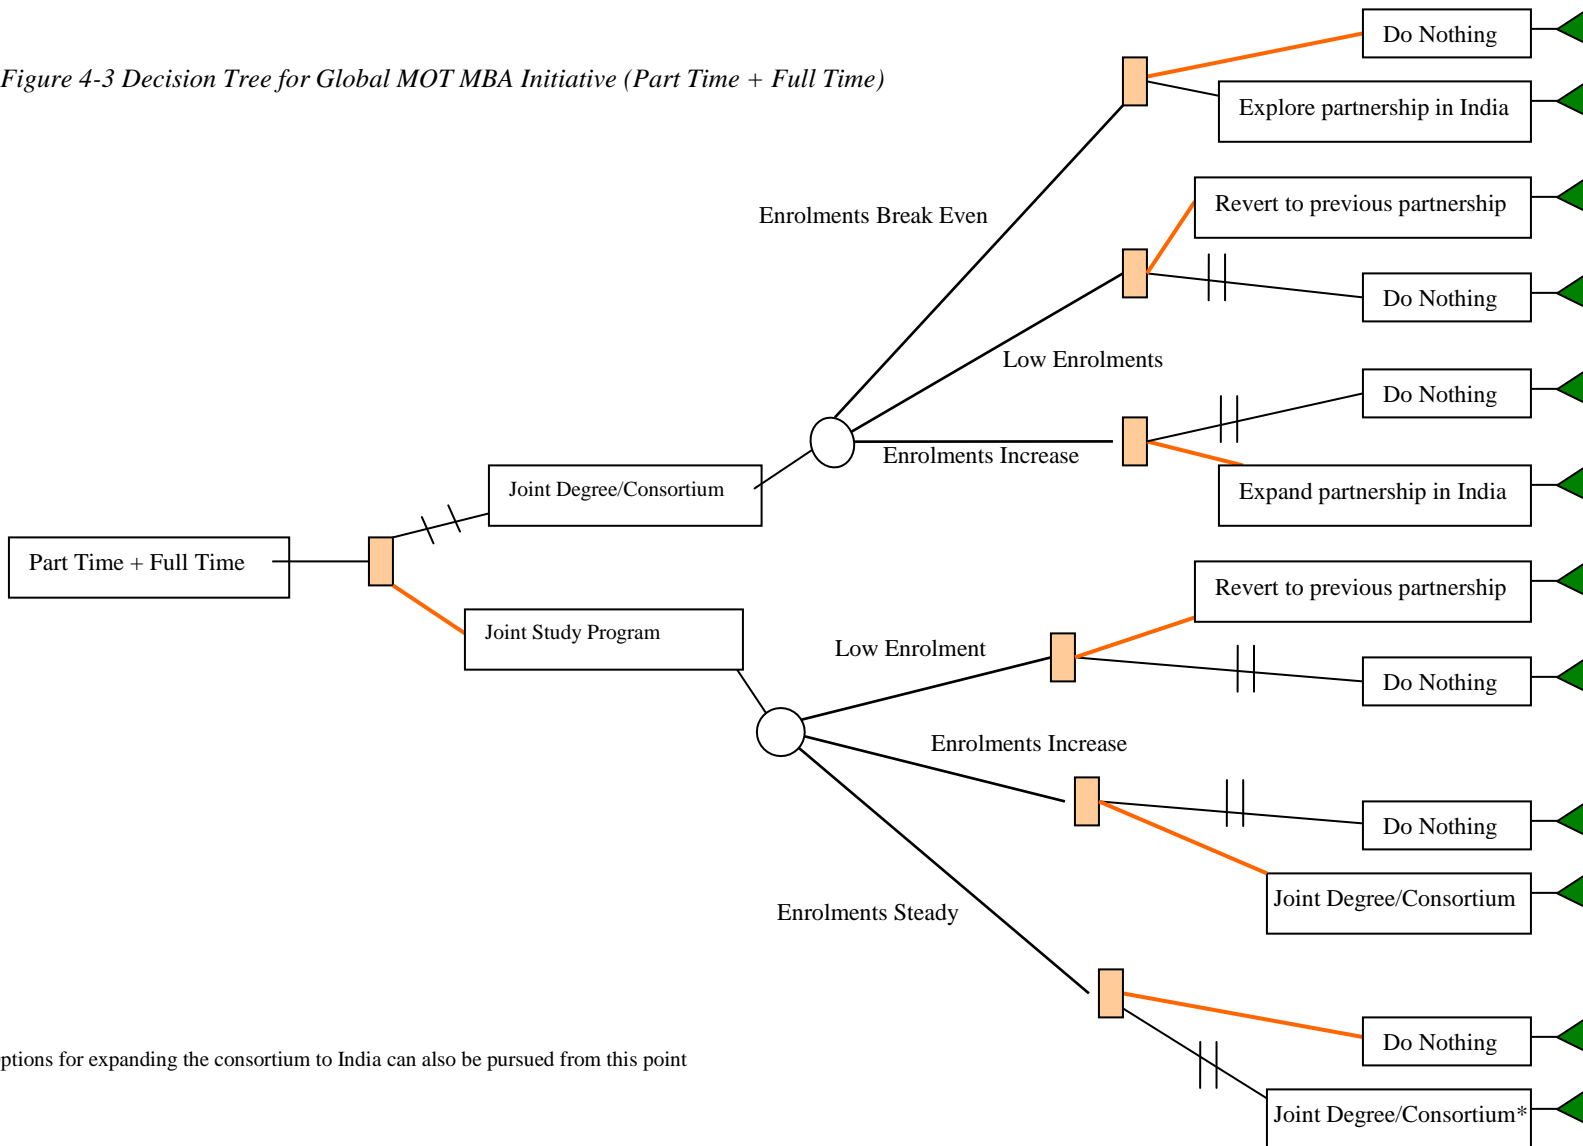 Figure 4-3 Decision Tree for Global MOT MBA Initiative (Part Time + Full Time)
Do Nothing
Explore partnership in India
Enrolments Break Even
Revert to previous partnership
Do Nothing
Low Enrolments
Do Nothing
Enrolments Increase
Expand partnership in India
Joint Degree/Consortium
Part Time + Full Time
Joint Study Program
Revert to previous partnership
Low Enrolment
Do Nothing
Enrolments Increase
Do Nothing
Joint Degree/Consortium
Enrolments Steady
Do Nothing
ptions for expanding the consortium to India can also be pursued from this point
Joint Degree/Consortium*